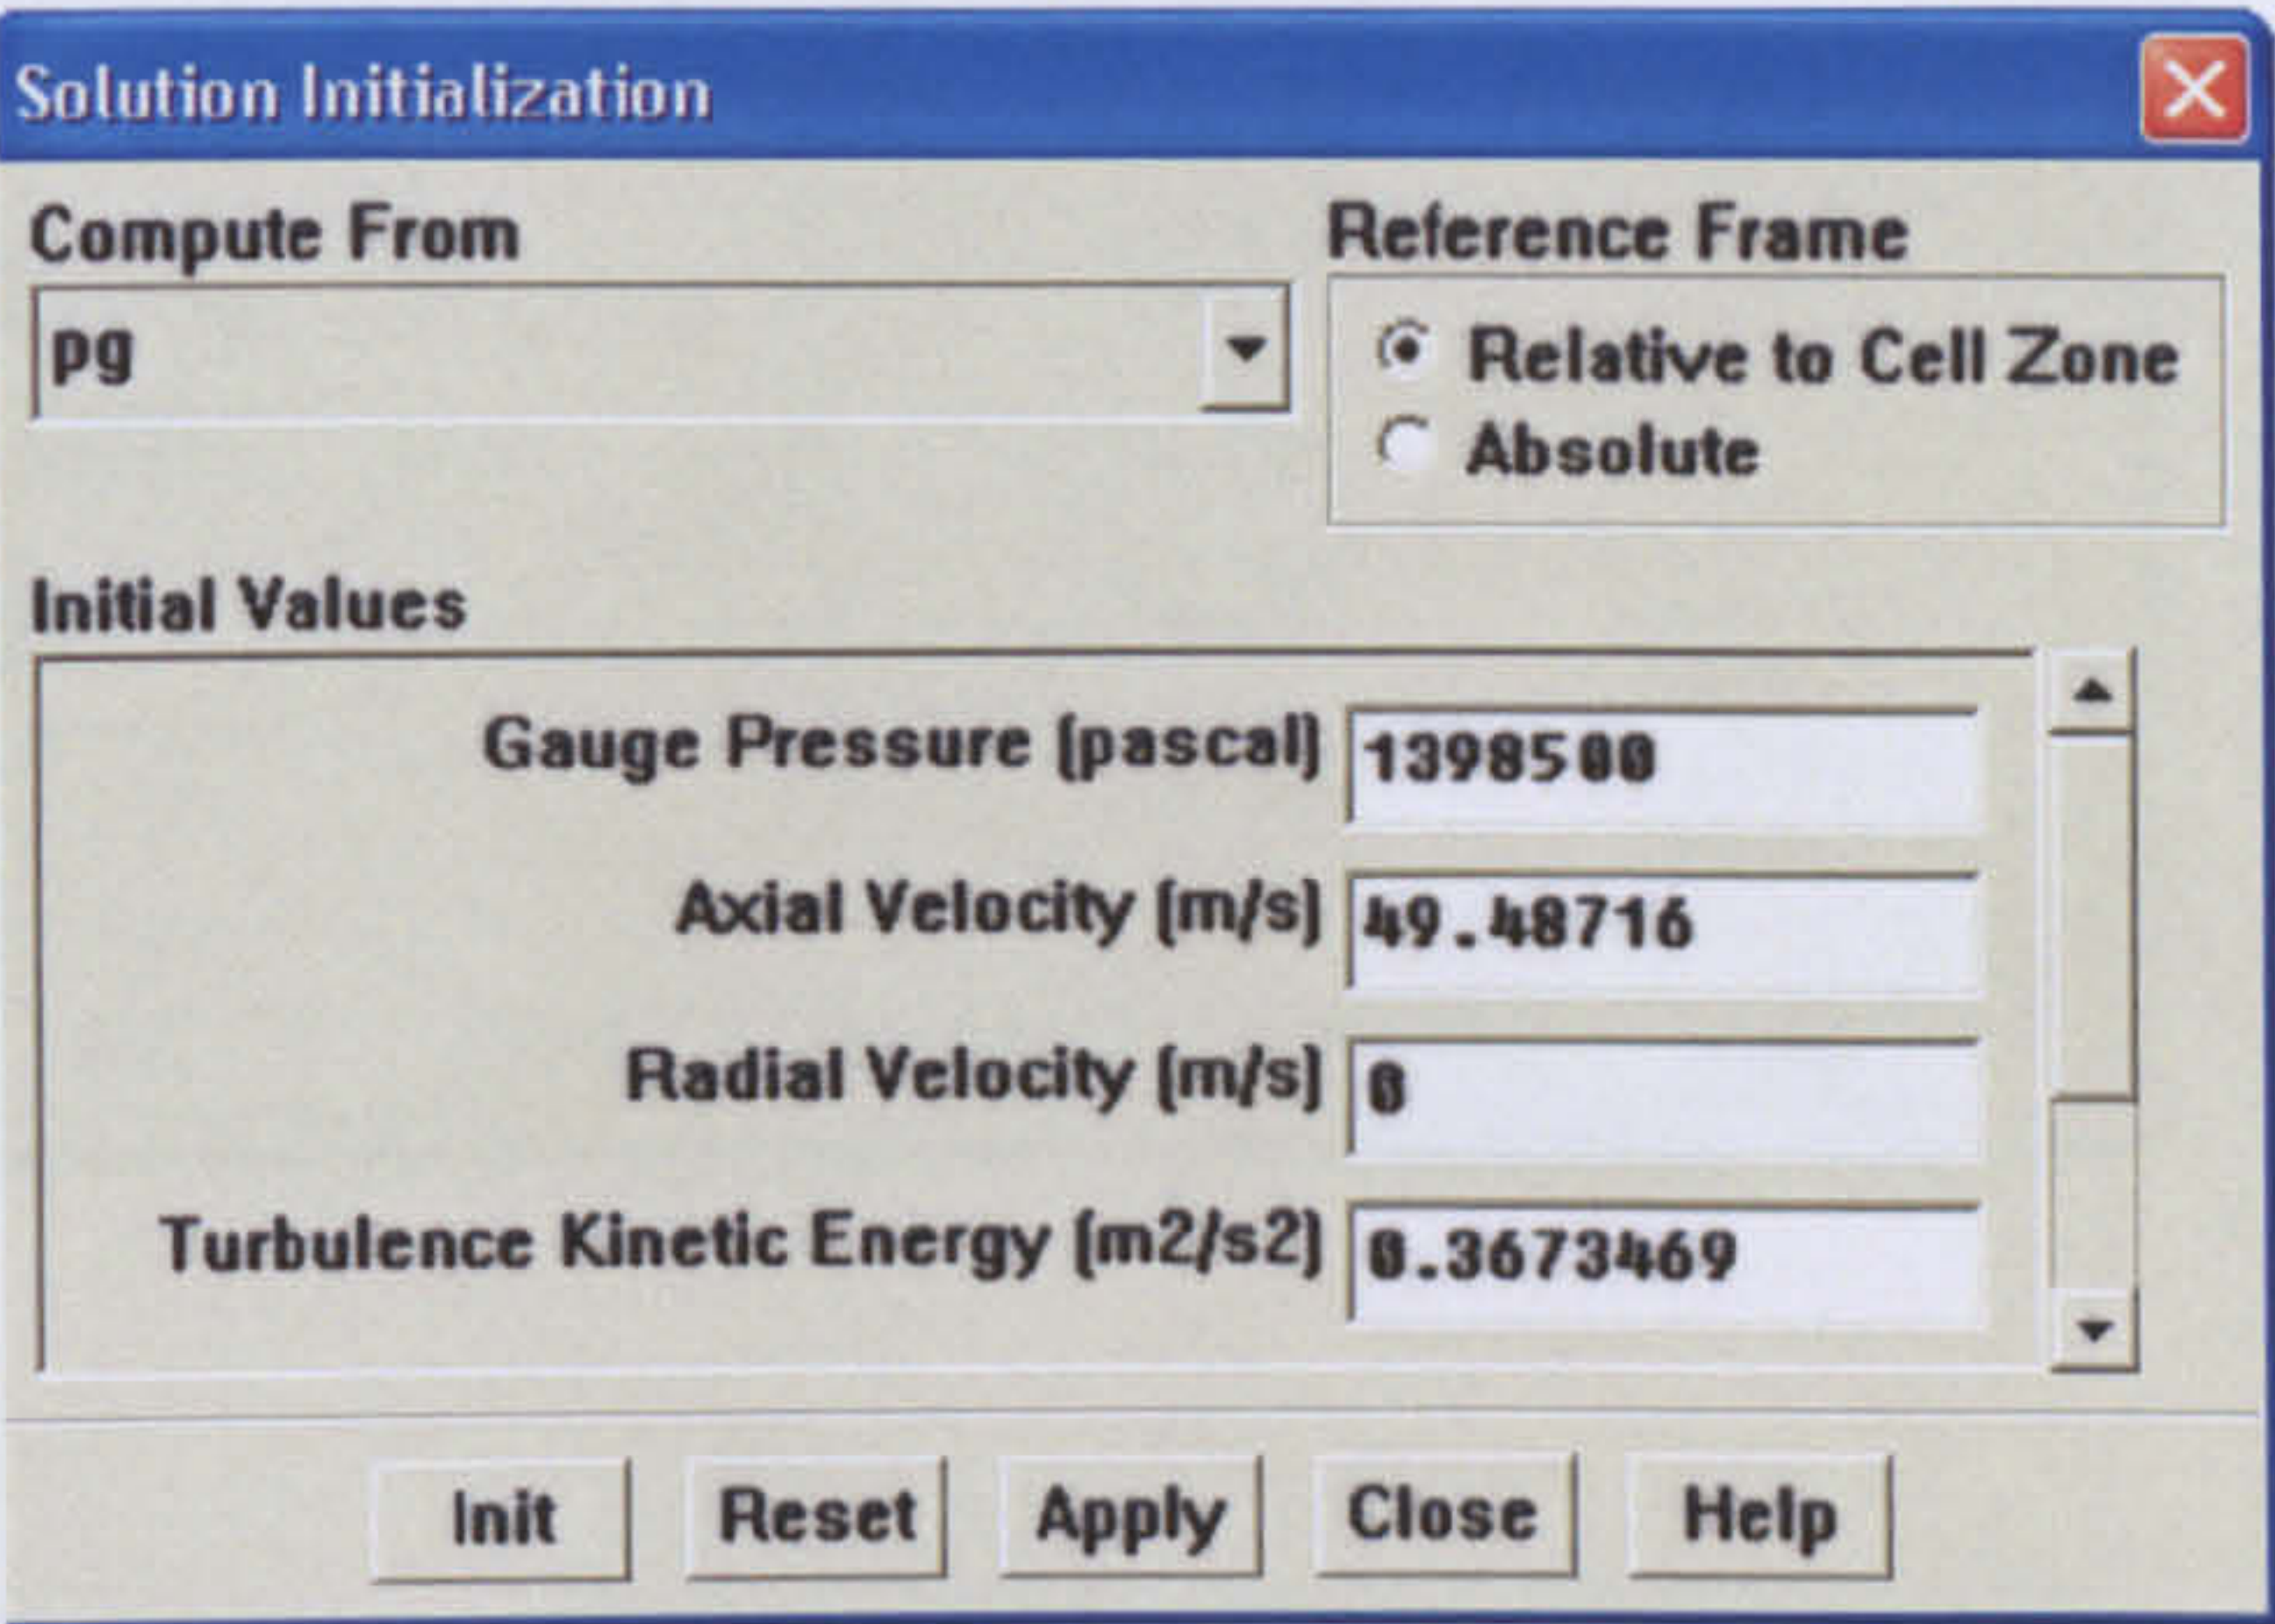 Solution Initialization
Compute From
pg
Reference Frame
Relative to Cell Zone
Absolute
Initial Values
Gauge Pressure (pascal) 1398500
Axial Velocity (m/s) 49.48716
Radial Velocity (m/s) 0
Turbulence Kinetic Energy (m2/s2) 0.3673469
Init Reset Apply Close Help